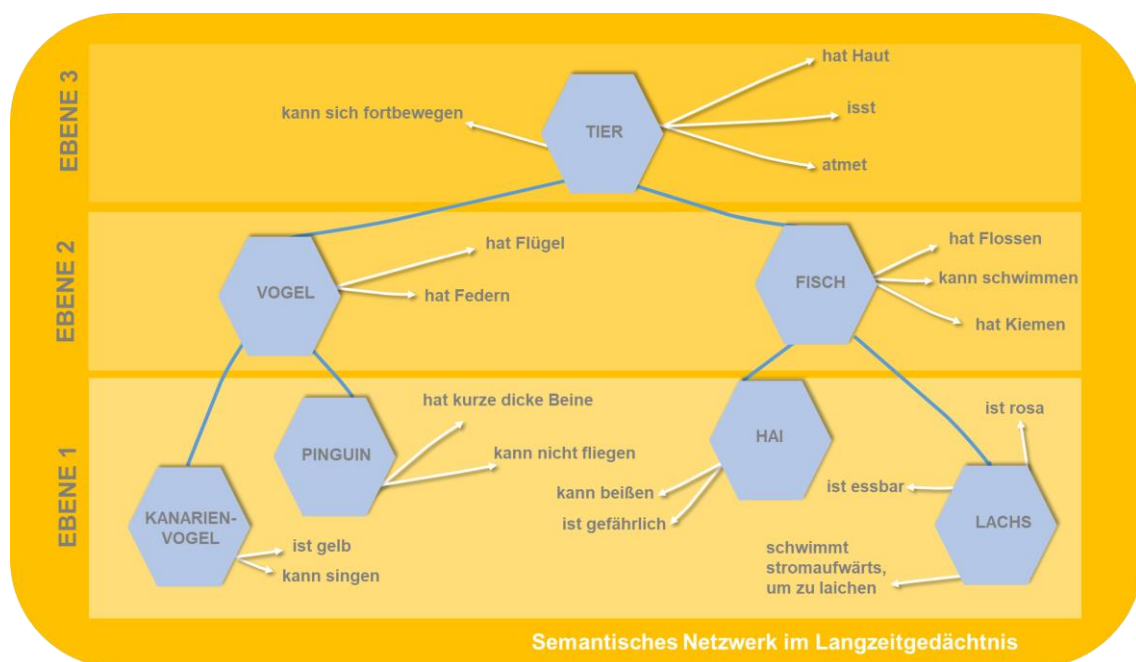 EBENE 3
hat Haut
kann sich fortbewegen
TIER
isst
atmet
EBENE 2
hat Flügel
VOGEL
hat Federn
hat Flossen
FISCH
kann schwimmen
hat Kiemen
EBENE 1
hat kurze dicke Beine
PINGUIN
kann nicht fliegen
KANARIEN-
VOGEL
ist gelb
kann singen
HAI
kann beißen
ist gefährlich
ist rosa
ist essbar
LACHS
schwimmt
stromaufwärts,
um zu laichen
Semantisches Netzwerk im Langzeitgedächtnis